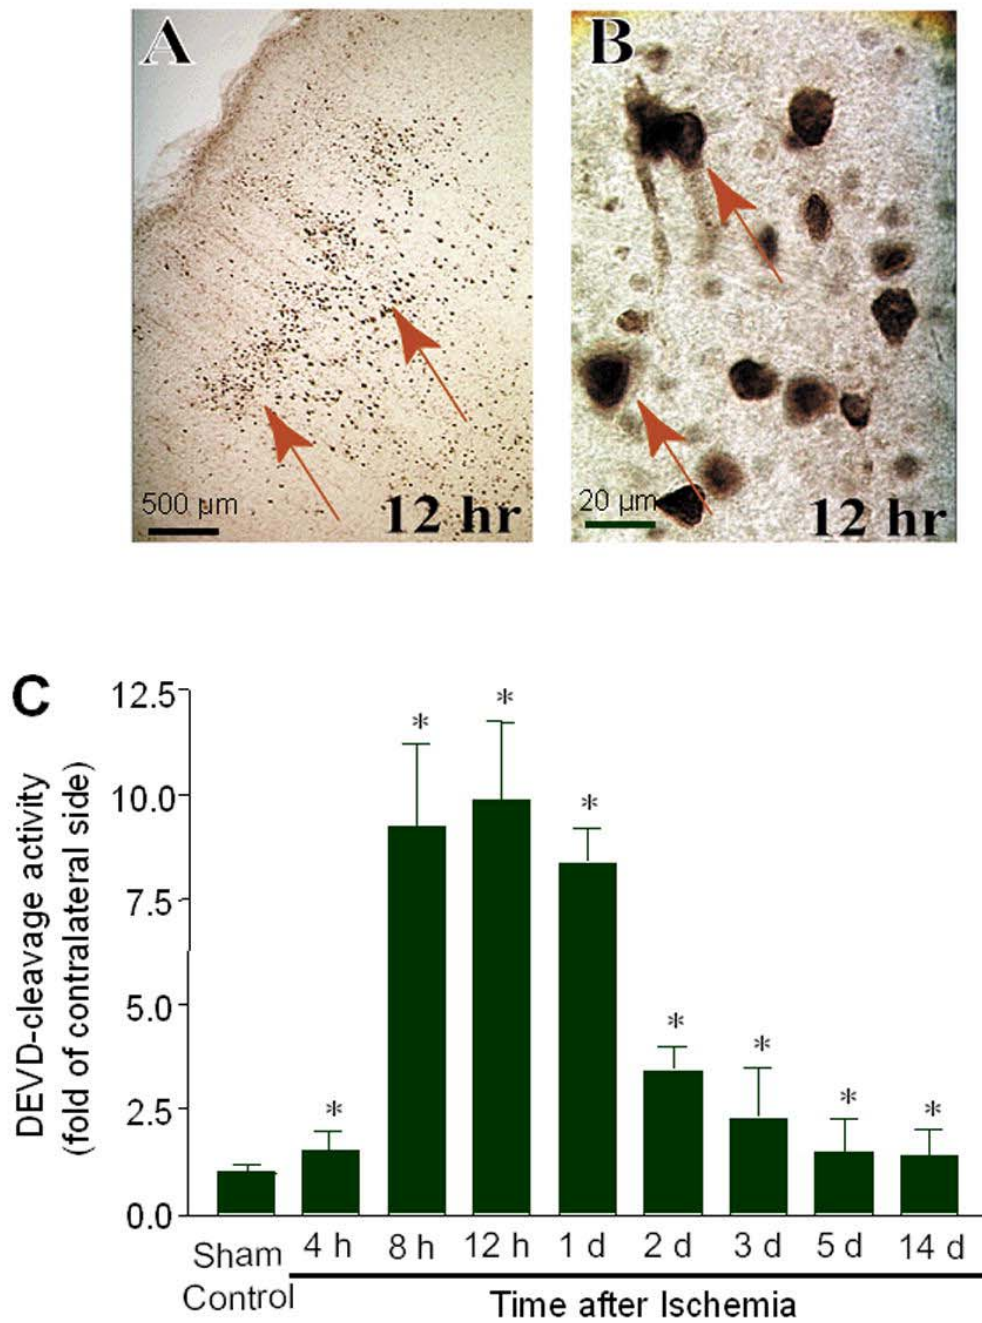 A
B
500 µm
12 hr
20 µm
12 hr
C
DEVD-cleavage activity
(fold of contralateral side)
12.5
10.0
7.5
5.0
2.5
0.0
*
*
*
*
*
*
*
*
Sham
Control
4 h
8 h
12 h
1 d
2 d
3 d
5 d
14 d
Time after Ischemia